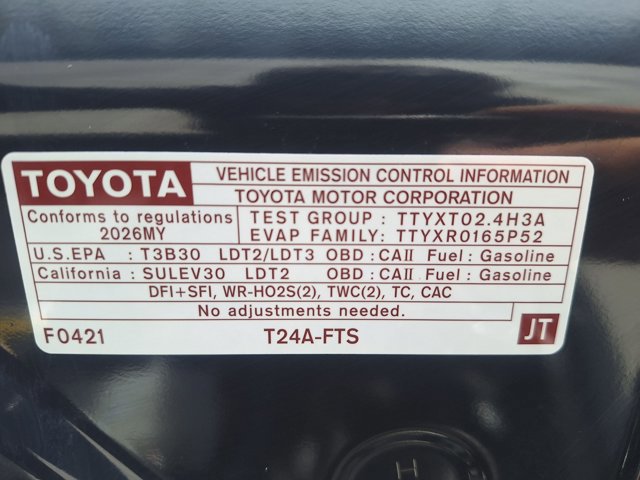 TOYOTA VEHICLE EMISSION CONTROL INFORMATION
TOYOTA MOTOR CORPORATION
Conforms to regulations
2026MY
TEST GROUP : TTYXT02.4H3A
EVAP FAMILY: TTYXR0165P52
U.S.EPA : T3B30 LDT2/LDT3 OBD : CAII Fuel : Gasoline
California : SULEV30 LDT2 OBD : CAII Fuel : Gasoline
DFI+SFI, WR-HO2S(2), TWC(2), TC, CAC
No adjustments needed.
F0421 T24A-FTS JT
H